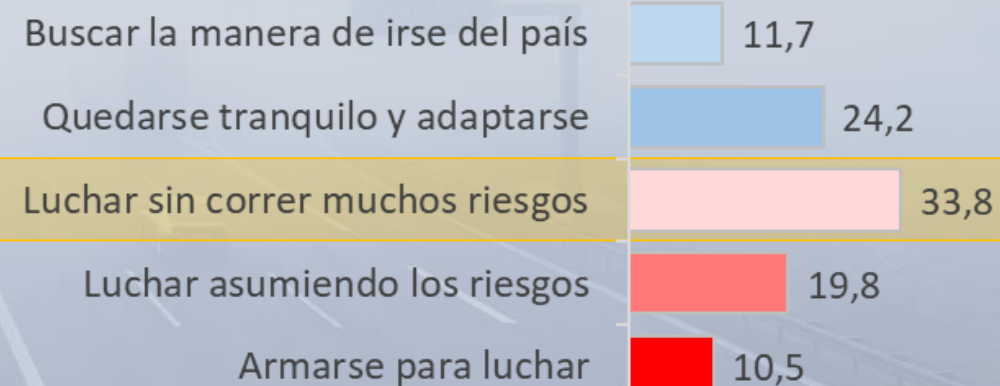 Buscar la manera de irse del país 11,7
Quedarse tranquilo y adaptarse 24,2
Luchar sin correr muchos riesgos 33,8
Luchar asumiendo los riesgos 19,8
Armarse para luchar 10,5